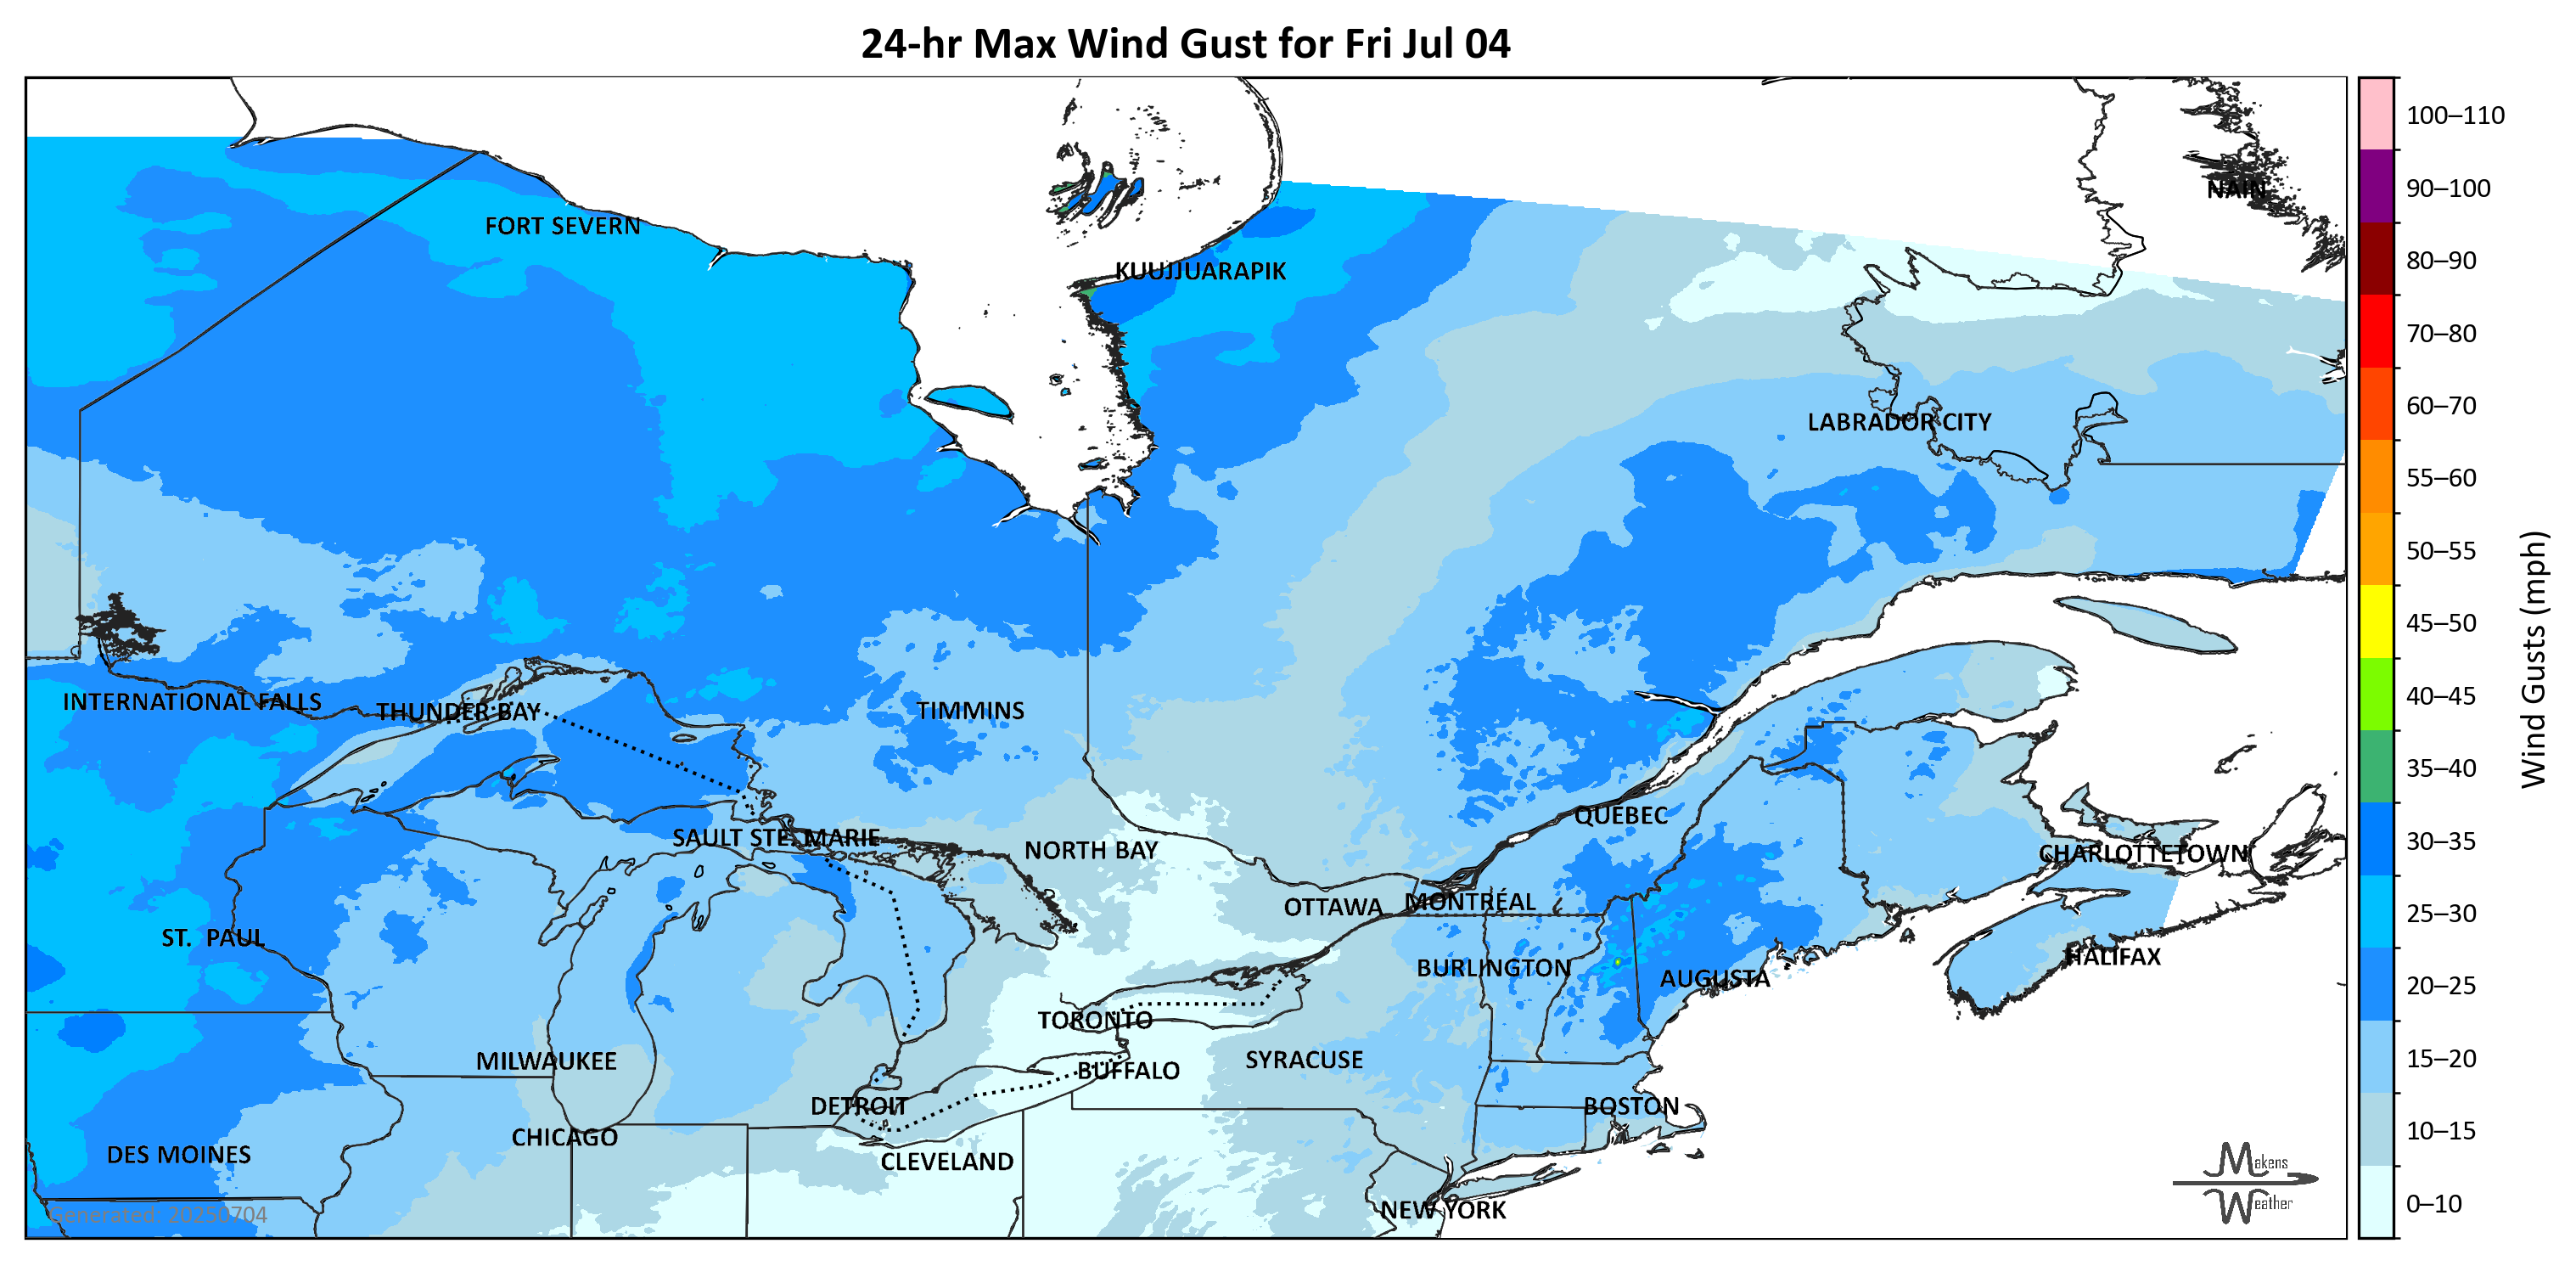 24-hr Max Wind Gust for Fri Jul 04
NAIN
FORT SEVERN
KUUJJUARAPIK
LABRADOR CITY
INTERNATIONAL FALLS
THUNDER BAY
TIMMINS
QUEBEC
SAULT STE. MARIE
NORTH BAY
CHARLOTTETOWN
OTTAWA
MONTRÉAL
ST. PAUL
BURLINGTON
AUGUSTA
HALIFAX
TORONTO
MILWAUKEE
SYRACUSE
BUFFALO
DETROIT
BOSTON
CHICAGO
DES MOINES
CLEVELAND
NEW YORK
Generated: 20250704
Makens
Weather
100–110
90–100
80–90
70–80
60–70
55–60
50–55
45–50
40–45
35–40
30–35
25–30
20–25
15–20
10–15
0–10
Wind Gusts (mph)